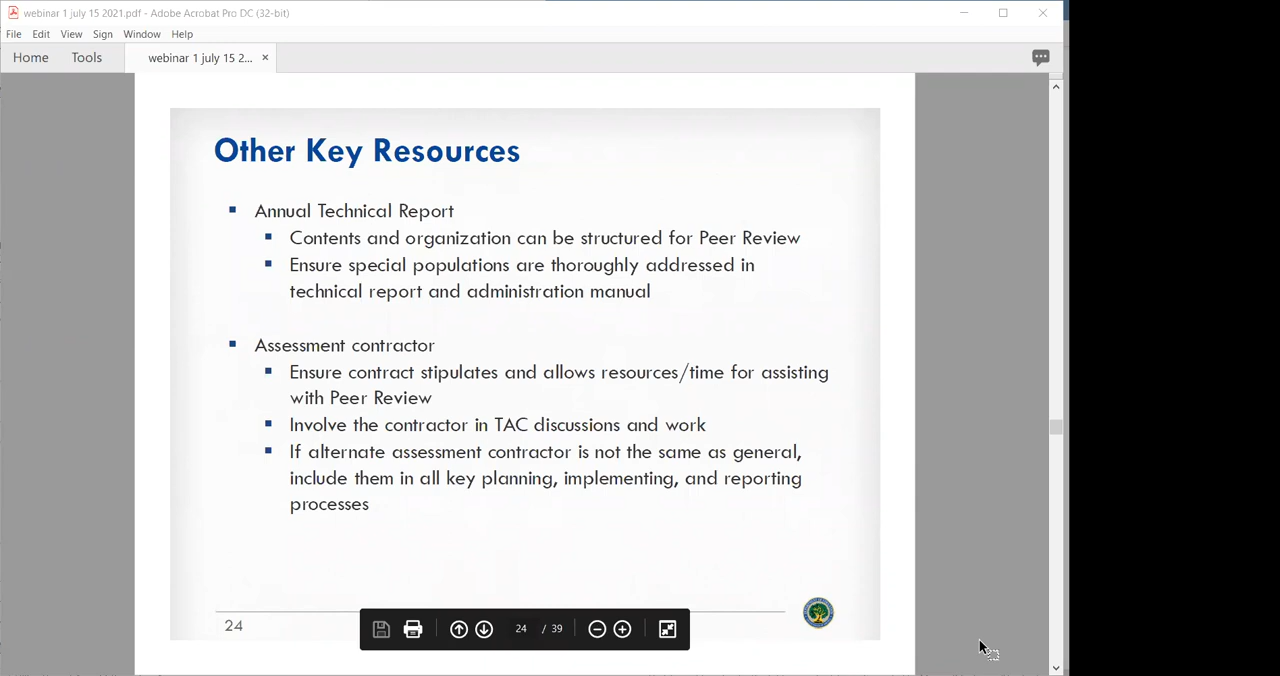 webinar 1 july 15 2021.pdf - Adobe Acrobat Pro DC (32-bit)
File Edit View Sign Window Help
Home Tools webinar 1 july 15 2... ×
Other Key Resources
▪ Annual Technical Report
▪ Contents and organization can be structured for Peer Review
▪ Ensure special populations are thoroughly addressed in
technical report and administration manual
▪ Assessment contractor
▪ Ensure contract stipulates and allows resources/time for assisting
with Peer Review
▪ Involve the contractor in TAC discussions and work
▪ If alternate assessment contractor is not the same as general,
include them in all key planning, implementing, and reporting
processes
24
24 / 39